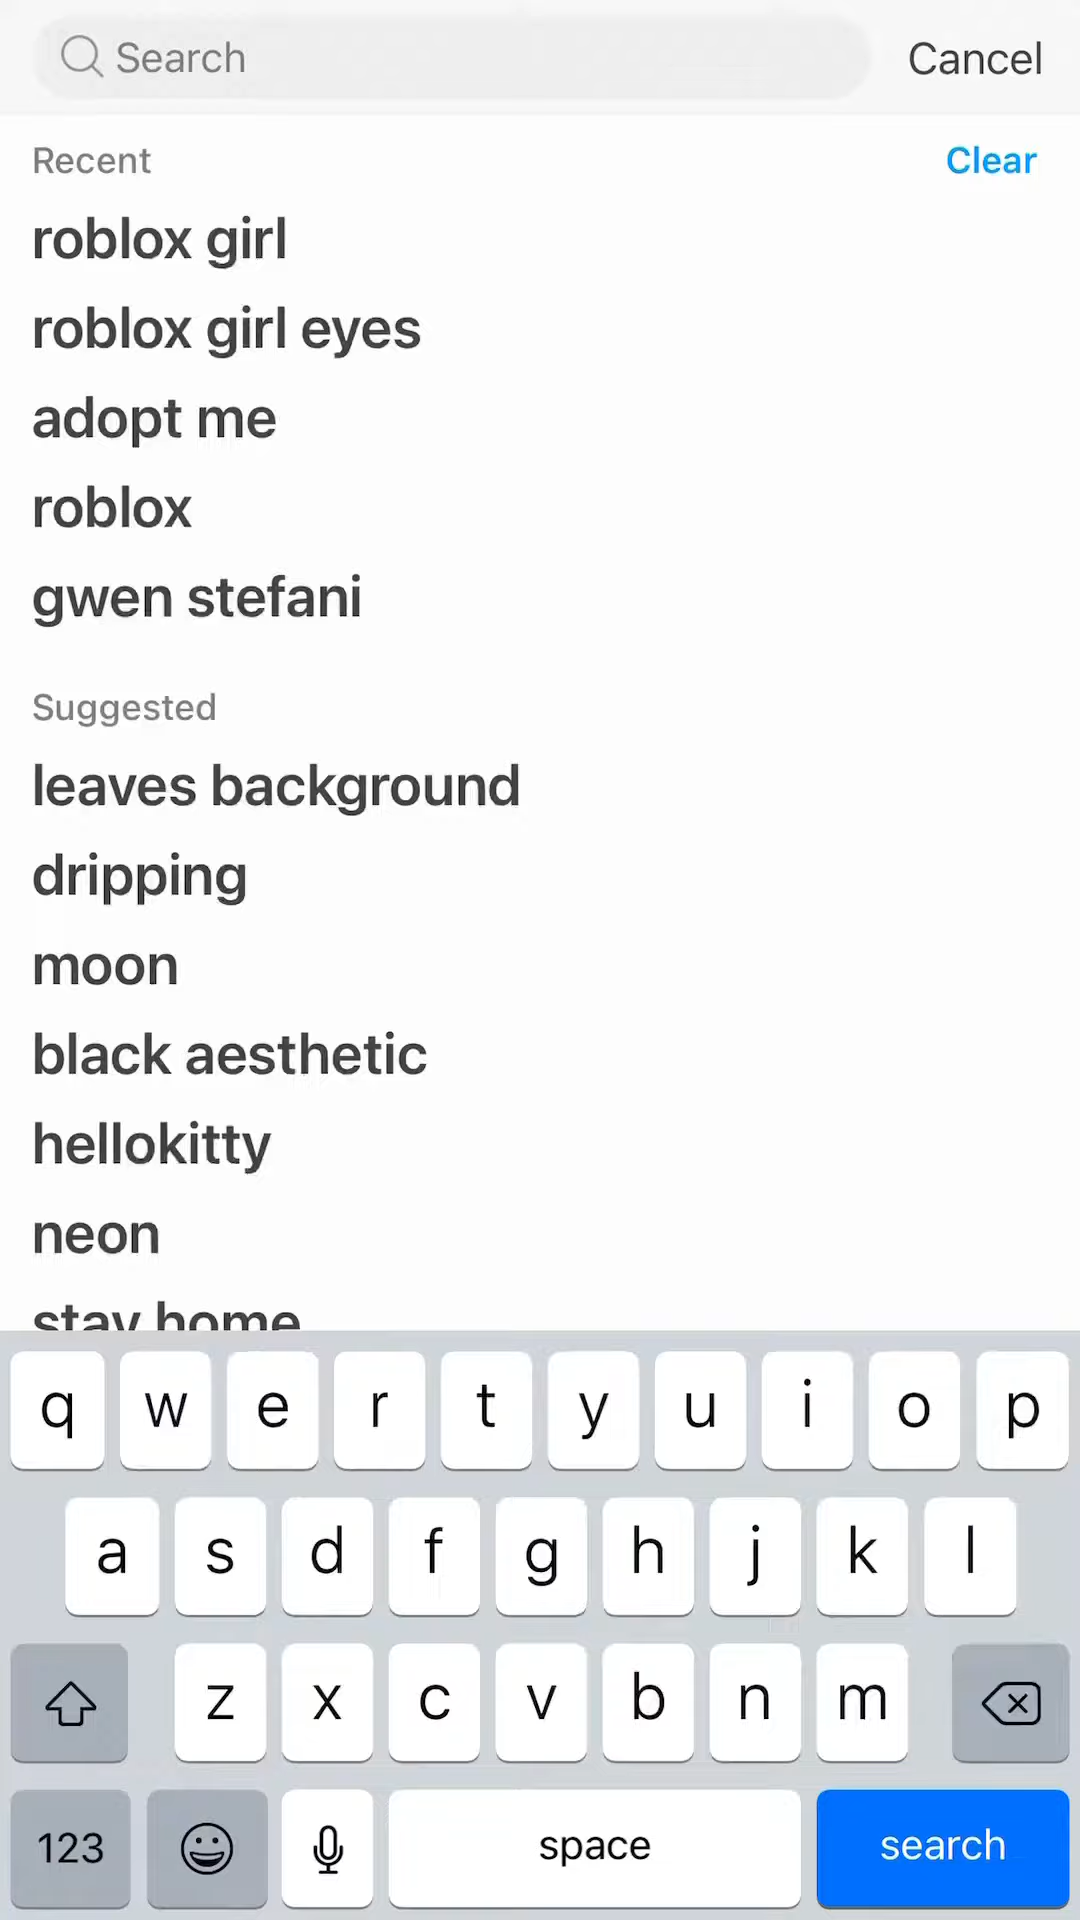 Search
Cancel
Recent
Clear
roblox girl
roblox girl eyes
adopt me
roblox
gwen stefani
Suggested
leaves background
dripping
moon
black aesthetic
hellokitty
neon
stay home
q w e r t y u i o p
a s d f g h j k l
z x c v b n m
123
space
search